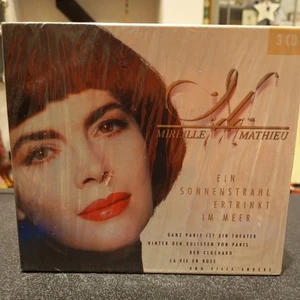 3 CD
M
MIREILLE MATHIEU
EIN
SONNENSTRAHL
ERTRINKT
IM MEER
GANZ PARIS IST EIN THEATER
HINTER DEN KULISSEN VON PARIS
DER CLOCHARD
LA VIE EN ROSE
UND VIELE ANDERE